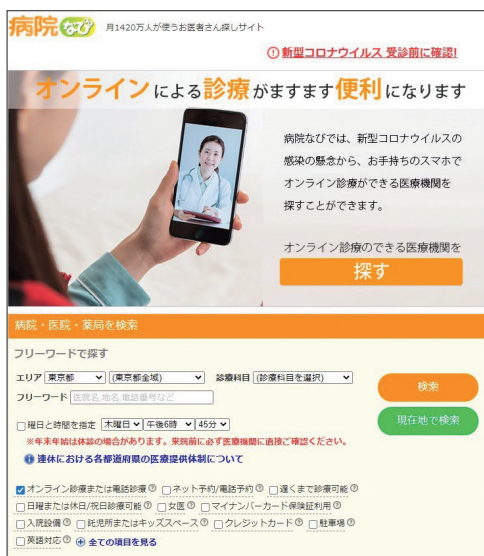 病院なび 月1420万人が使うお医者さん探しサイト
新型コロナウイルス 受診前に確認!
オンラインによる診療がますます便利になります
病院なびでは、新型コロナウイルスの
感染の懸念から、お手持ちのスマホで
オンライン診療ができる医療機関を
探すことができます。
オンライン診療のできる医療機関を
探す
病院・医院・薬局を検索
フリーワードで探す
エリア 東京都 (東京都全域) 診療科目 (診療科目を選択)
検索
フリーワード 医院名,地名,電話番号など
現在地で検索
曜日と時間を指定 木曜日 午後6時 45分
※年末年始は休診の場合があります。来院前に必ず医療機関に直接ご確認ください。
連休における各都道府県の医療提供体制について
オンライン診療または電話診療 ネット予約/電話予約 遅くまで診療可能
日曜または休日/祝日診療可能 女医 マイナンバーカード保険証利用
入院設備 託児所またはキッズスペース クレジットカード 駐車場
英語対応 全ての項目を見る